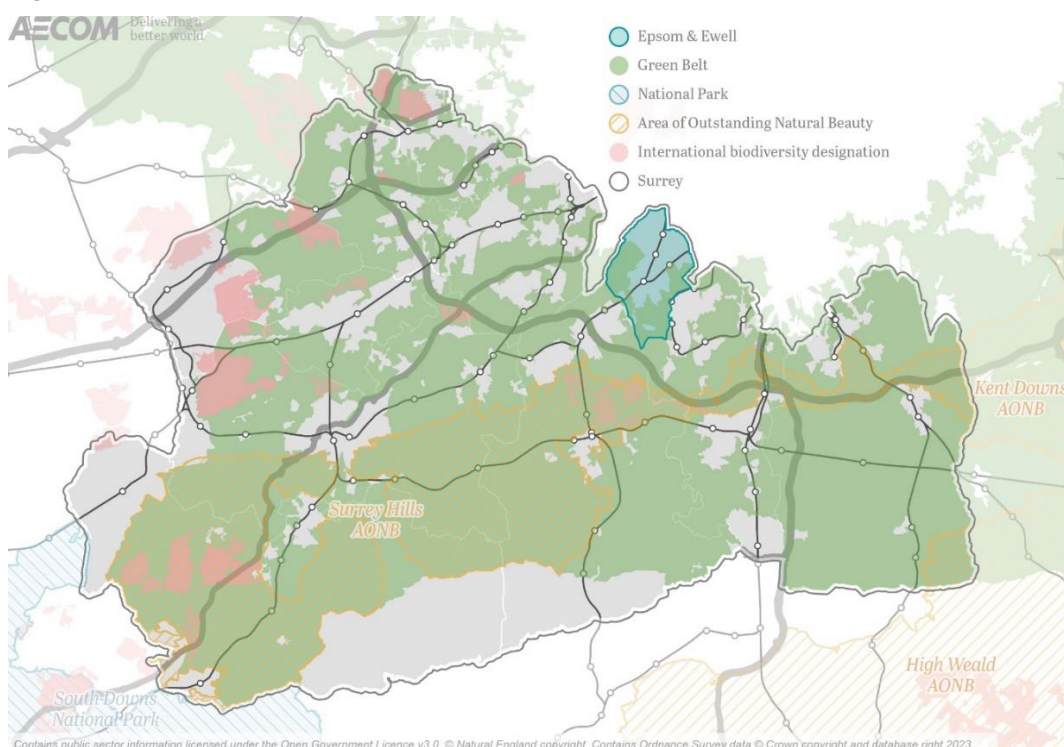 AECOM Delivering a
better world
Epsom & Ewell
Green Belt
National Park
Area of Outstanding Natural Beauty
International biodiversity designation
Surrey
Kent Downs
AONB
Surrey Hills
AONB
High Weald
AONB
South Downs
National Park
Contains public sector information licensed under the Open Government Licence v3.0. © Natural England copyright. Contains Ordnance Survey data © Crown copyright and database right 2023